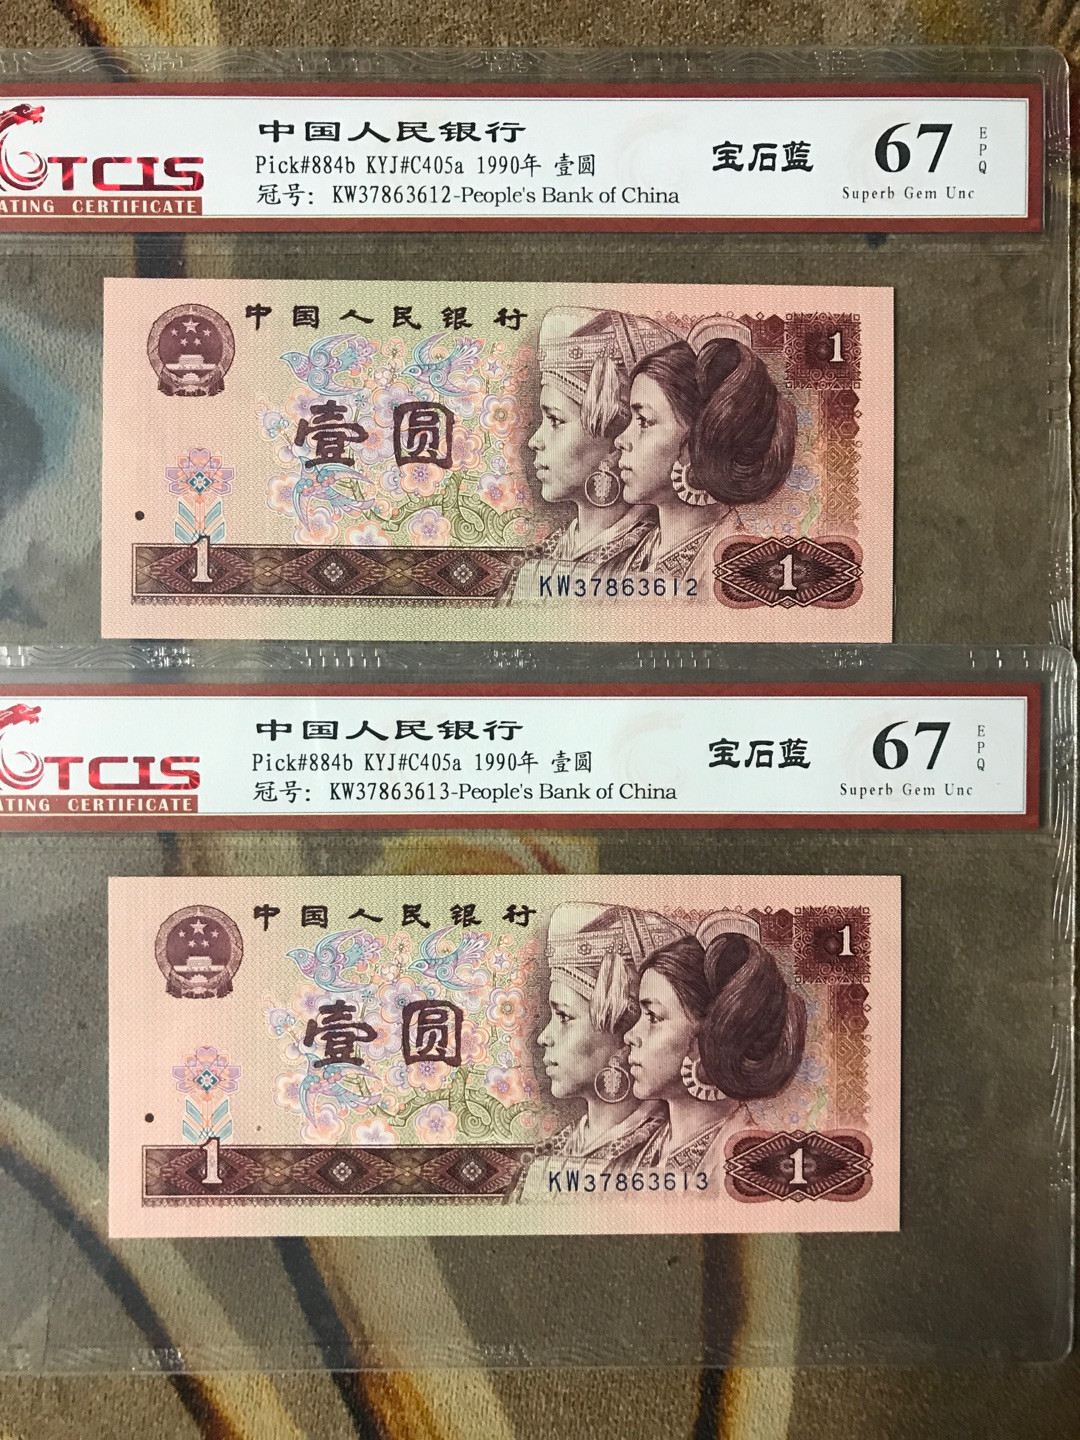 中国人民银行
Pick#884b KYJ#C405a 1990年 壹圆
冠号: KW37863612-People's Bank of China
宝石蓝
67
EPQ
Superb Gem Unc
TCIS
ATING CERTIFICATE
中国人民银行
1
壹圆
1
KW37863612
1
中国人民银行
Pick#884b KYJ#C405a 1990年 壹圆
冠号: KW37863613-People's Bank of China
宝石蓝
67
EPQ
Superb Gem Unc
TCIS
ATING CERTIFICATE
中国人民银行
1
壹圆
1
KW37863613
1